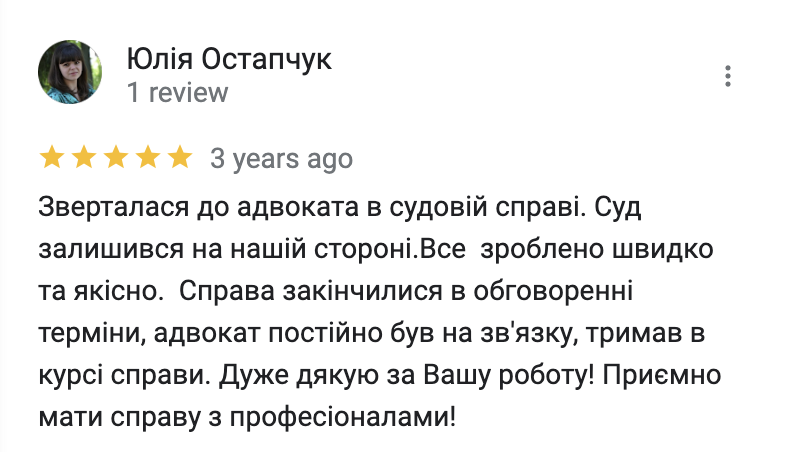 Юлія Остапчук
1 review
3 years ago
Зверталася до адвоката в судовій справі. Суд
залишився на нашій стороні.Все  зроблено швидко
та якісно.  Справа закінчилися в обговоренні
терміни, адвокат постійно був на зв'язку, тримав в
курсі справи. Дуже дякую за Вашу роботу! Приємно
мати справу з професіоналами!